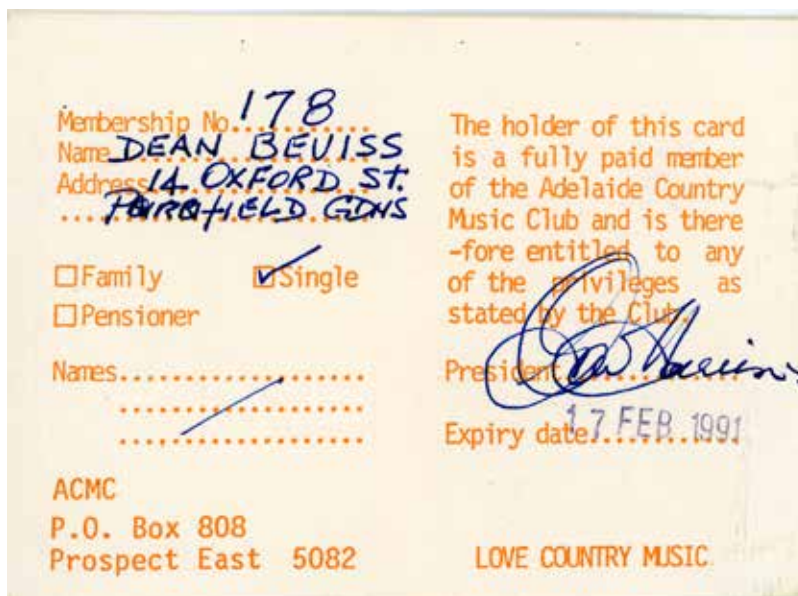 Membership No. 178
Name DEAN BEVISS
Address 14 OXFORD ST.
GDNS
☐Family ☑Single
☐Pensioner
Names
ACMC
P.O. Box 808
Prospect East 5082
The holder of this card
is a fully paid member
of the Adelaide Country
Music Club and is there
-fore entitled to any
of the privileges as
stated by the Club.
President
Expiry date 17 FEB 1991
LOVE COUNTRY MUSIC